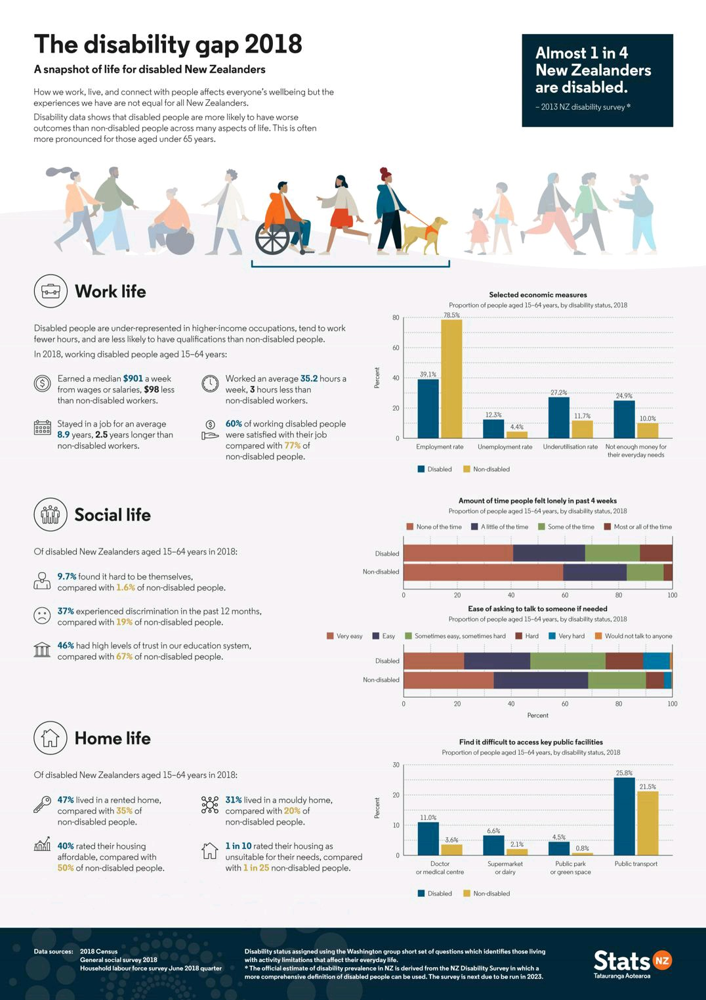 The disability gap 2018
A snapshot of life for disabled New Zealanders
How we work, live, and connect with people affects everyone's wellbeing but the
experiences we have are not equal for all New Zealanders.
Disability data shows that disabled people are more likely to have worse
outcomes than non-disabled people across many aspects of life. This is often
more pronounced for those aged under 65 years.
Almost 1 in 4
New Zealanders
are disabled.
– 2013 NZ disability survey *
Work life
Disabled people are under-represented in higher-income occupations, tend to work
fewer hours, and are less likely to have qualifications than non-disabled people.
In 2018, working disabled people aged 15–64 years:
Earned a median $901 a week
from wages or salaries, $98 less
than non-disabled workers.
Worked an average 35.2 hours a
week, 3 hours less than
non-disabled workers.
Stayed in a job for an average
8.9 years, 2.5 years longer than
non-disabled workers.
60% of working disabled people
were satisfied with their job
compared with 77% of
non-disabled people.
Selected economic measures
Proportion of people aged 15–64 years, by disability status, 2018
Percent
80
60
40
20
0
39.1%
78.5%
12.3%
4.4%
27.2%
11.7%
24.9%
10.0%
Employment rate
Unemployment rate
Underutilisation rate
Not enough money for
their everyday needs
Disabled
Non-disabled
Social life
Of disabled New Zealanders aged 15–64 years in 2018:
9.7% found it hard to be themselves,
compared with 1.6% of non-disabled people.
37% experienced discrimination in the past 12 months,
compared with 19% of non-disabled people.
46% had high levels of trust in our education system,
compared with 67% of non-disabled people.
Amount of time people felt lonely in past 4 weeks
Proportion of people aged 15–64 years, by disability status, 2018
None of the time
A little of the time
Some of the time
Most or all of the time
Disabled
Non-disabled
0 20 40 60 80 100
Ease of asking to talk to someone if needed
Proportion of people aged 15–64 years, by disability status, 2018
Very easy
Easy
Sometimes easy, sometimes hard
Hard
Very hard
Would not talk to anyone
Disabled
Non-disabled
0 20 40 60 80 100
Percent
Home life
Of disabled New Zealanders aged 15–64 years in 2018:
47% lived in a rented home,
compared with 35% of
non-disabled people.
31% lived in a mouldy home,
compared with 20% of
non-disabled people.
40% rated their housing
affordable, compared with
50% of non-disabled people.
1 in 10 rated their housing as
unsuitable for their needs, compared
with 1 in 25 non-disabled people.
Find it difficult to access key public facilities
Proportion of people aged 15–64 years, by disability status, 2018
Percent
30
20
10
0
11.0%
3.6%
6.6%
2.1%
4.5%
0.8%
25.8%
21.5%
Doctor
or medical centre
Supermarket
or dairy
Public park
or green space
Public transport
Disabled
Non-disabled
Data sources: 2018 Census
General social survey 2018
Household labour force survey June 2018 quarter
Disability status assigned using the Washington group short set of questions which identifies those living
with activity limitations that affect their everyday life.
* The official estimate of disability prevalence in NZ is derived from the NZ Disability Survey in which a
more comprehensive definition of disabled people can be used. The survey is next due to be run in 2023.
Stats NZ
Tatauranga Aotearoa